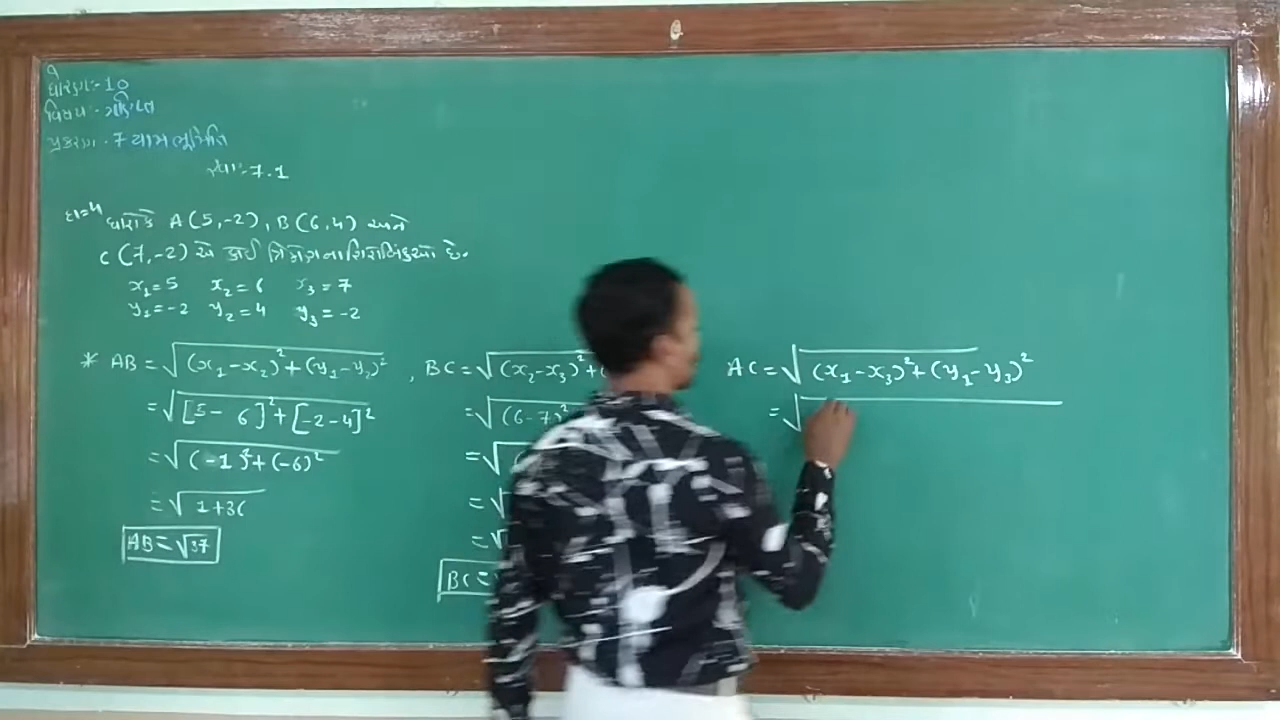 ધોરણ :- 10
વિષય :- ગણિત
પ્રકરણ - 7 યામ ભૂમિતિ
સ્વા :- 7.1
દા=4 ધારોકે A(5,-2), B(6,4) અને
C(7,-2) એ કોઈ ત્રિકોણના શિરોબિંદુઓ છે.
x₁=5 x₂=6 x₃=7
y₁=-2 y₂=4 y₃=-2
* AB = √(x₁-x₂)²+(y₁-y₂)²
= √[5-6]²+[-2-4]²
= √(-1)²+(-6)²
= √1+36
AB=√37
, BC = √(x₂-x₃)²+
= √(6-7)²
= √
= √
= √
BC=
AC = √(x₁-x₃)²+(y₁-y₃)²
= √